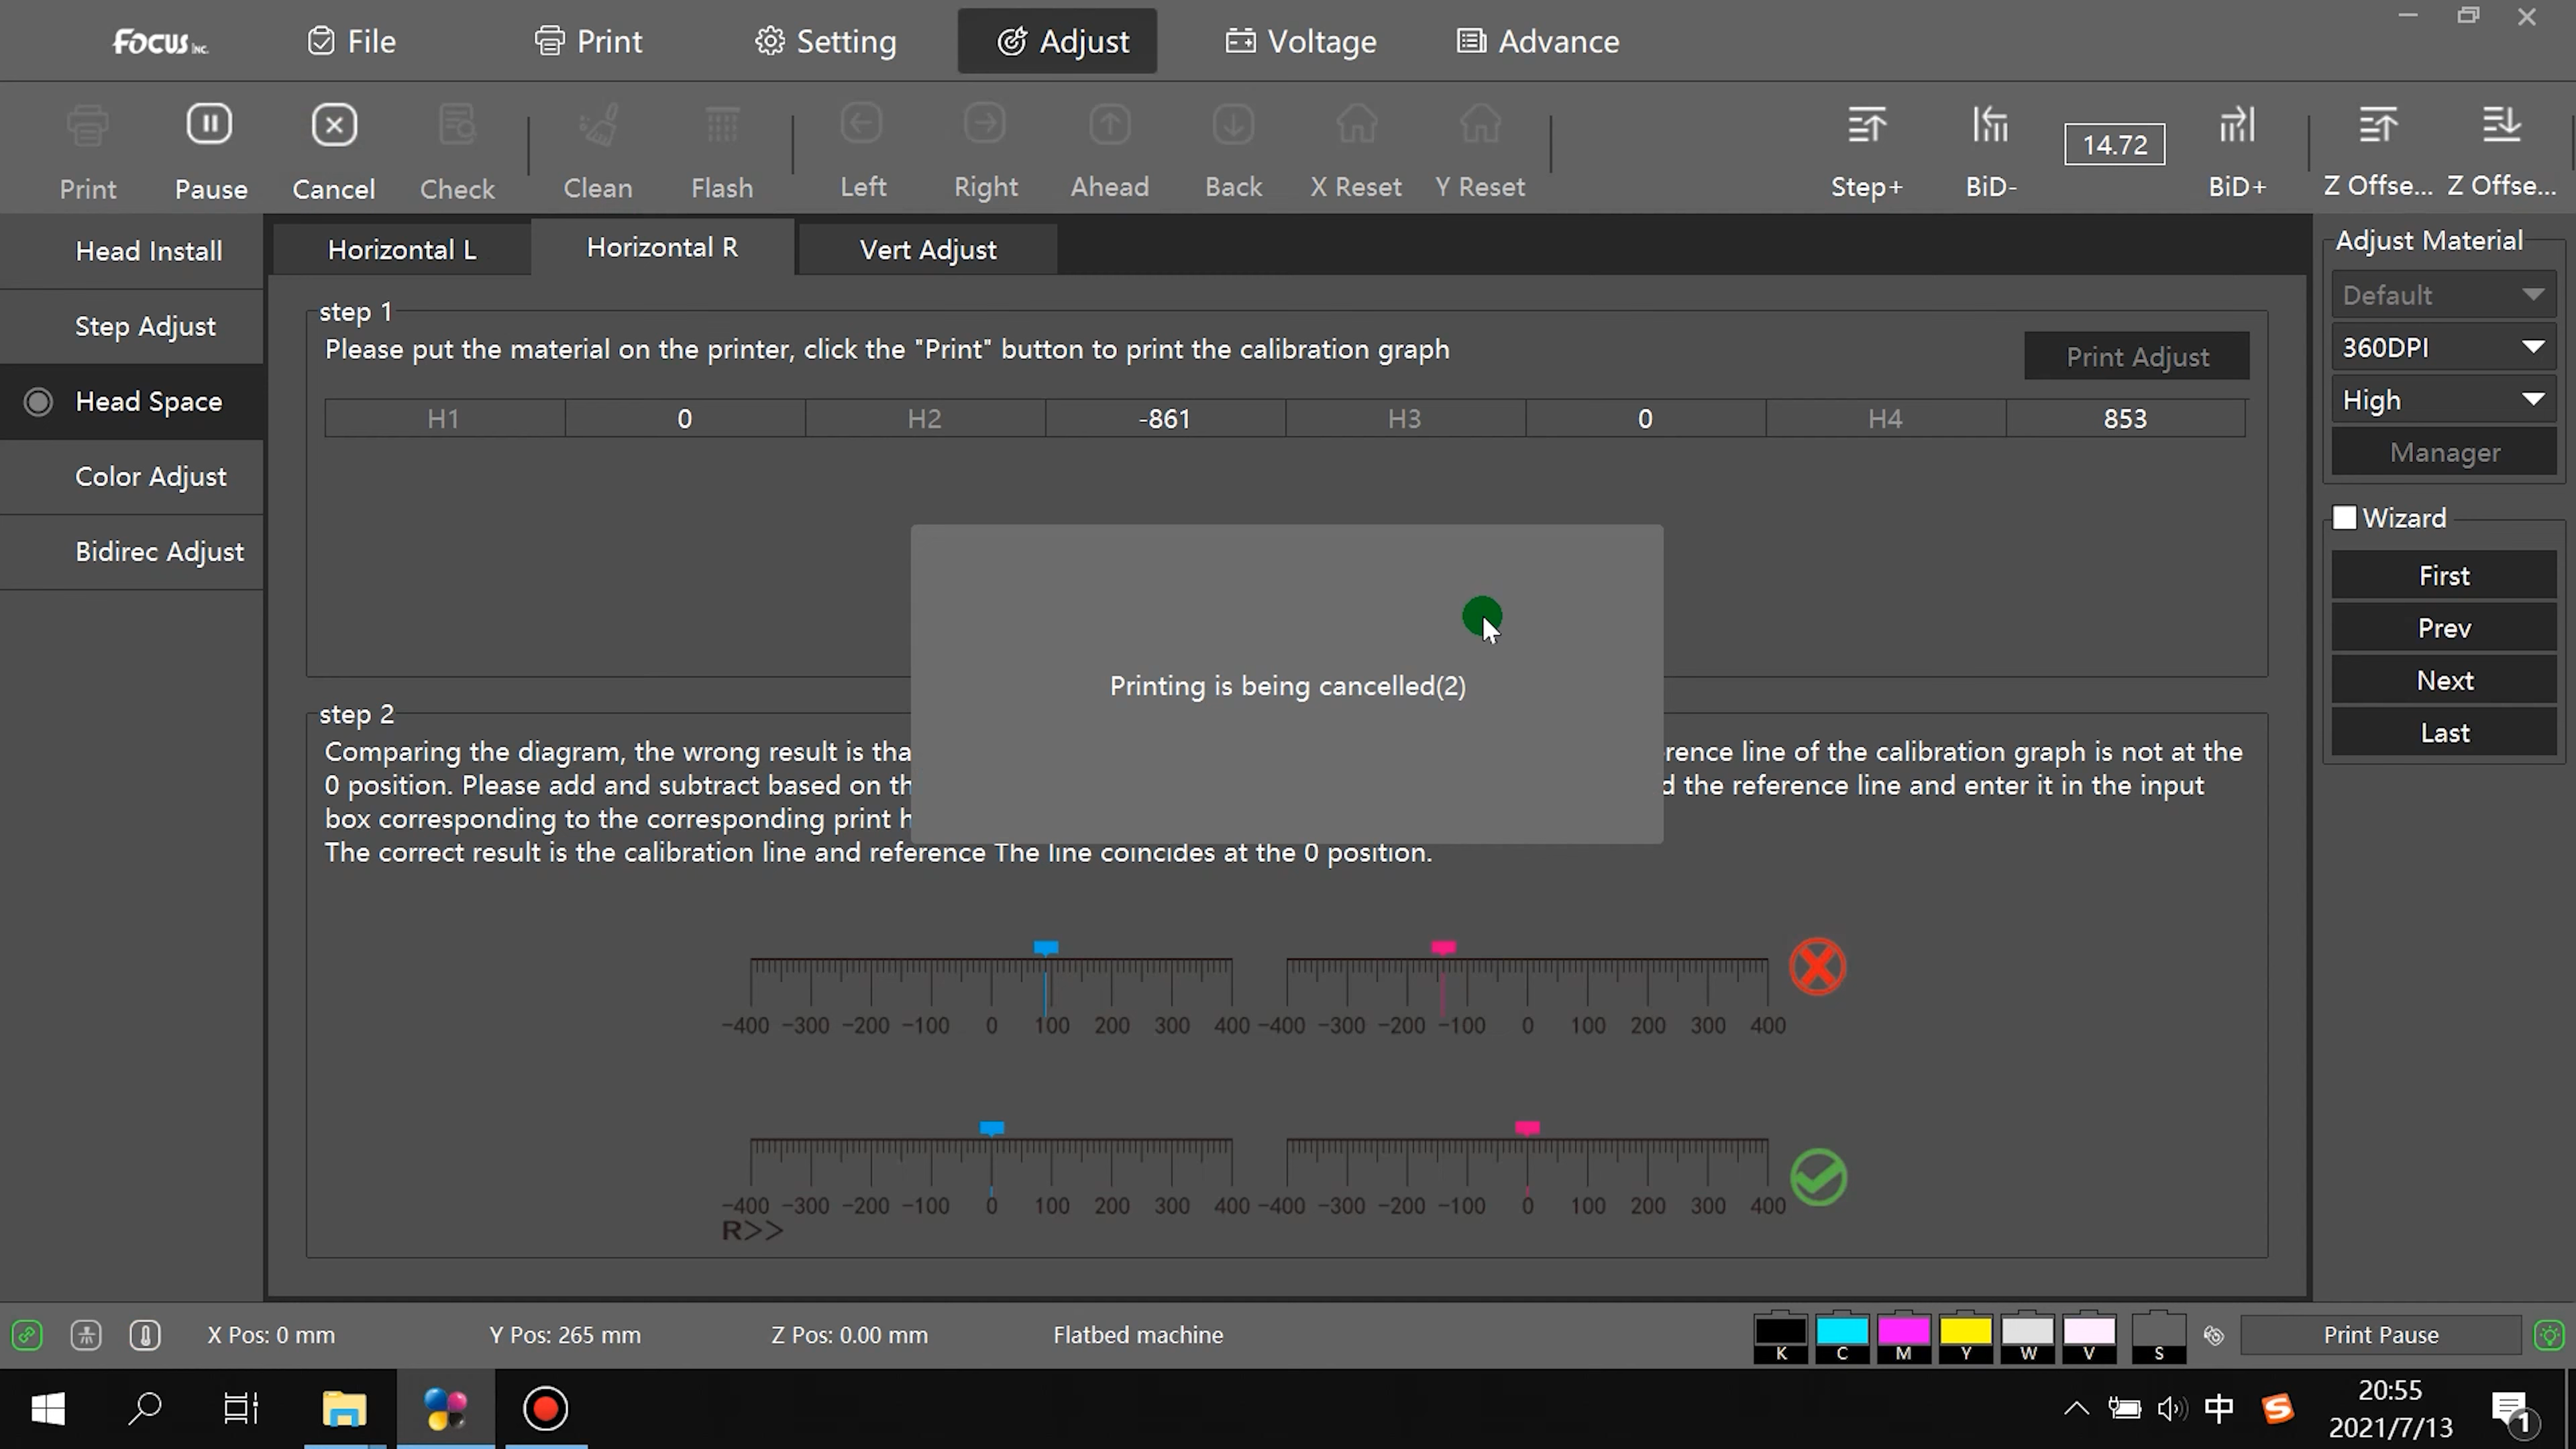 Focus INC.
File
Print
Setting
Adjust
Voltage
Advance
Print
Pause
Cancel
Check
Clean
Flash
Left
Right
Ahead
Back
X Reset
Y Reset
Step+
BiD-
14.72
BiD+
Z Offse...
Z Offse...
Head Install
Step Adjust
Head Space
Color Adjust
Bidirec Adjust
Horizontal L
Horizontal R
Vert Adjust
step 1
Please put the material on the printer, click the "Print" button to print the calibration graph
Print Adjust
H1 0 H2 -861 H3 0 H4 853
Printing is being cancelled(2)
step 2
Comparing the diagram, the wrong result is tha rence line of the calibration graph is not at the
0 position. Please add and subtract based on th d the reference line and enter it in the input
box corresponding to the corresponding print h
The correct result is the calibration line and reference The line coincides at the 0 position.
-400 -300 -200 -100 0 100 200 300 400 -400 -300 -200 -100 0 100 200 300 400
-400 -300 -200 -100 0 100 200 300 400 -400 -300 -200 -100 0 100 200 300 400
R>>
Adjust Material
Default
360DPI
High
Manager
Wizard
First
Prev
Next
Last
X Pos: 0 mm
Y Pos: 265 mm
Z Pos: 0.00 mm
Flatbed machine
K C M Y W V S
Print Pause
中
S
20:55
2021/7/13
1